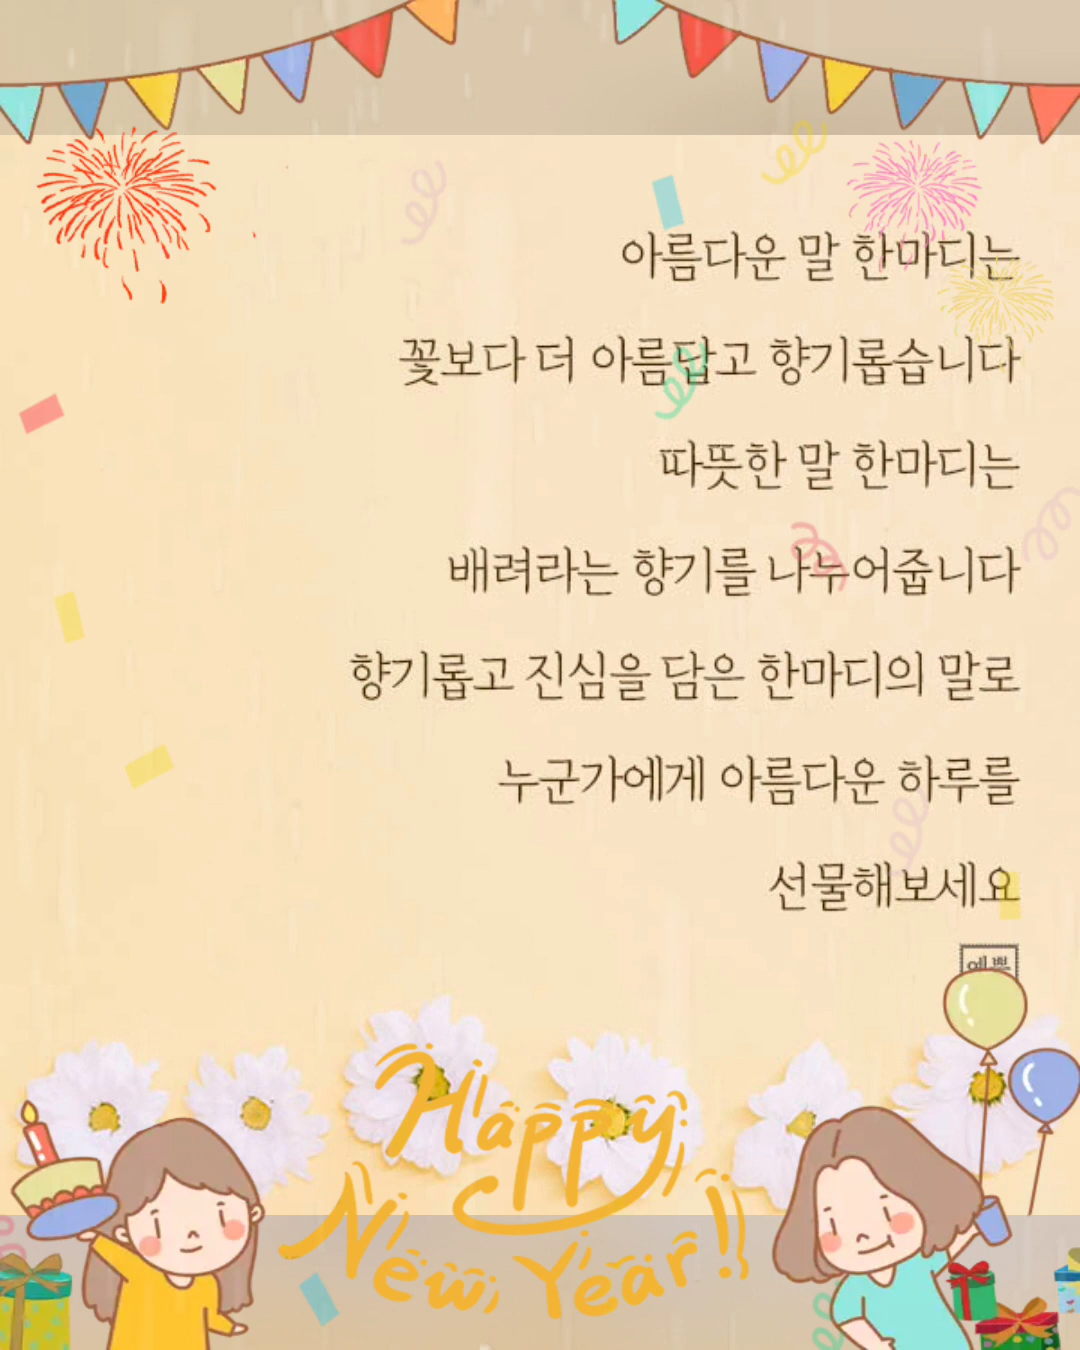 아름다운 말 한마디는
꽃보다 더 아름답고 향기롭습니다
따뜻한 말 한마디는
배려라는 향기를 나누어줍니다
향기롭고 진심을 담은 한마디의 말로
누군가에게 아름다운 하루를
선물해보세요
예쁜
Happy
New Year!!